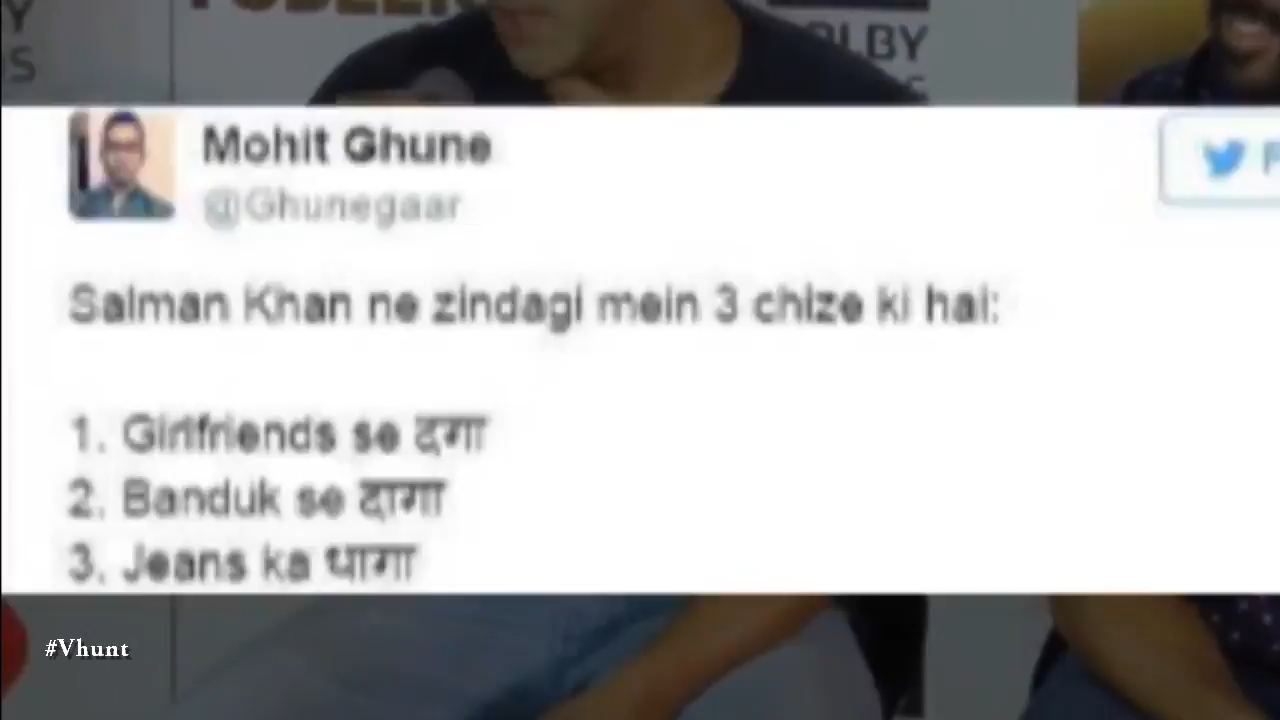 Y
S
LBY
Mohit Ghune
@Ghunegaar
Salman Khan ne zindagi mein 3 chize ki hai:
1. Girlfriends se दगा
2. Banduk se दागा
3. Jeans ka धागा
#Vhunt